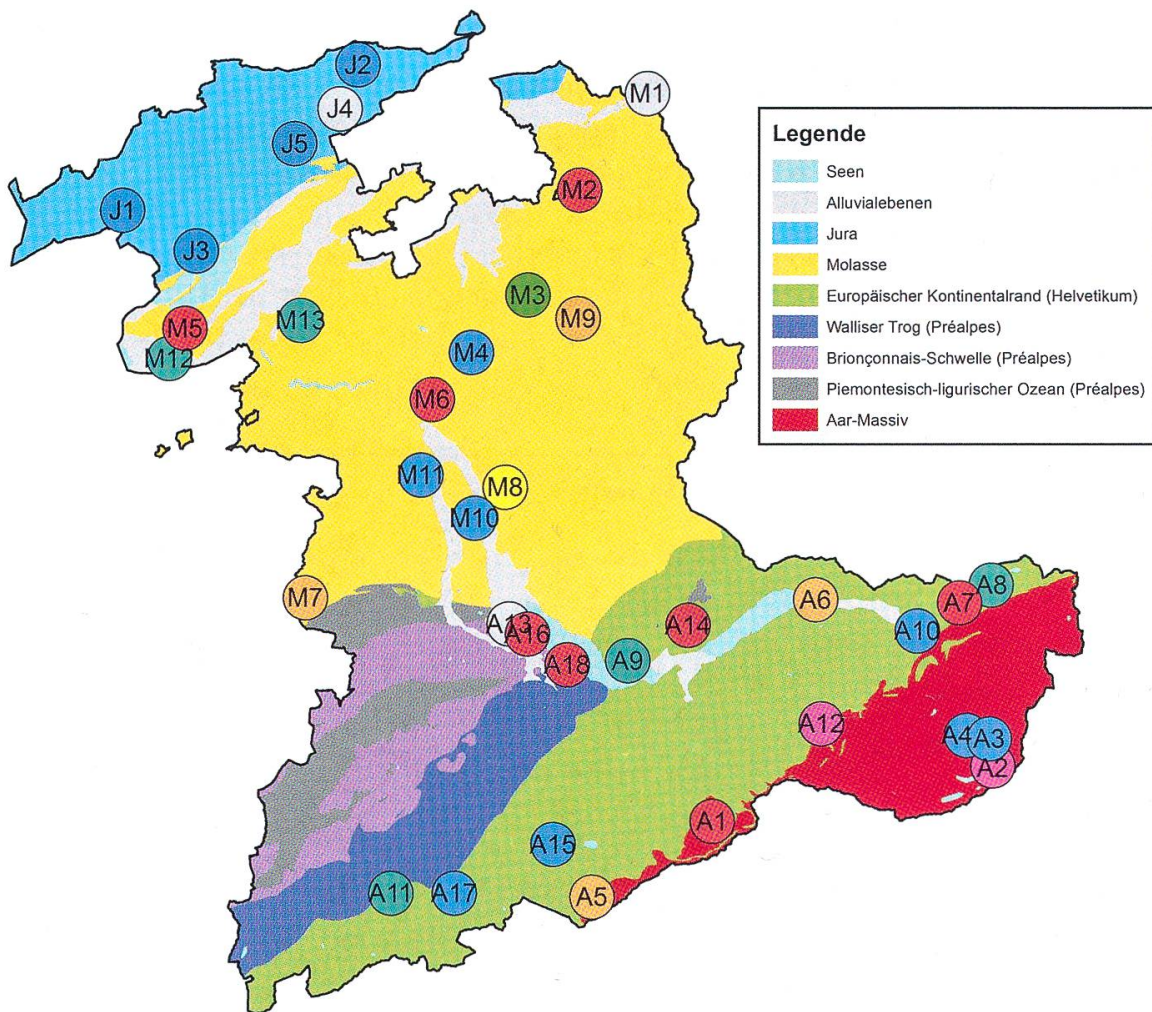 J2
M1
J4
J5
M2
J1
J3
M3
M9
M13
M5
M12
M4
M6
M11
M8
M10
M7
A13
A16
A14
A18
A9
A6
A10
A7
A8
A12
A4
A3
A2
A1
A15
A11
A17
A5
Legende
Seen
Alluvialebenen
Jura
Molasse
Europäischer Kontinentalrand (Helvetikum)
Walliser Trog (Préalpes)
Brionçonnais-Schwelle (Préalpes)
Piemontesisch-ligurischer Ozean (Préalpes)
Aar-Massiv